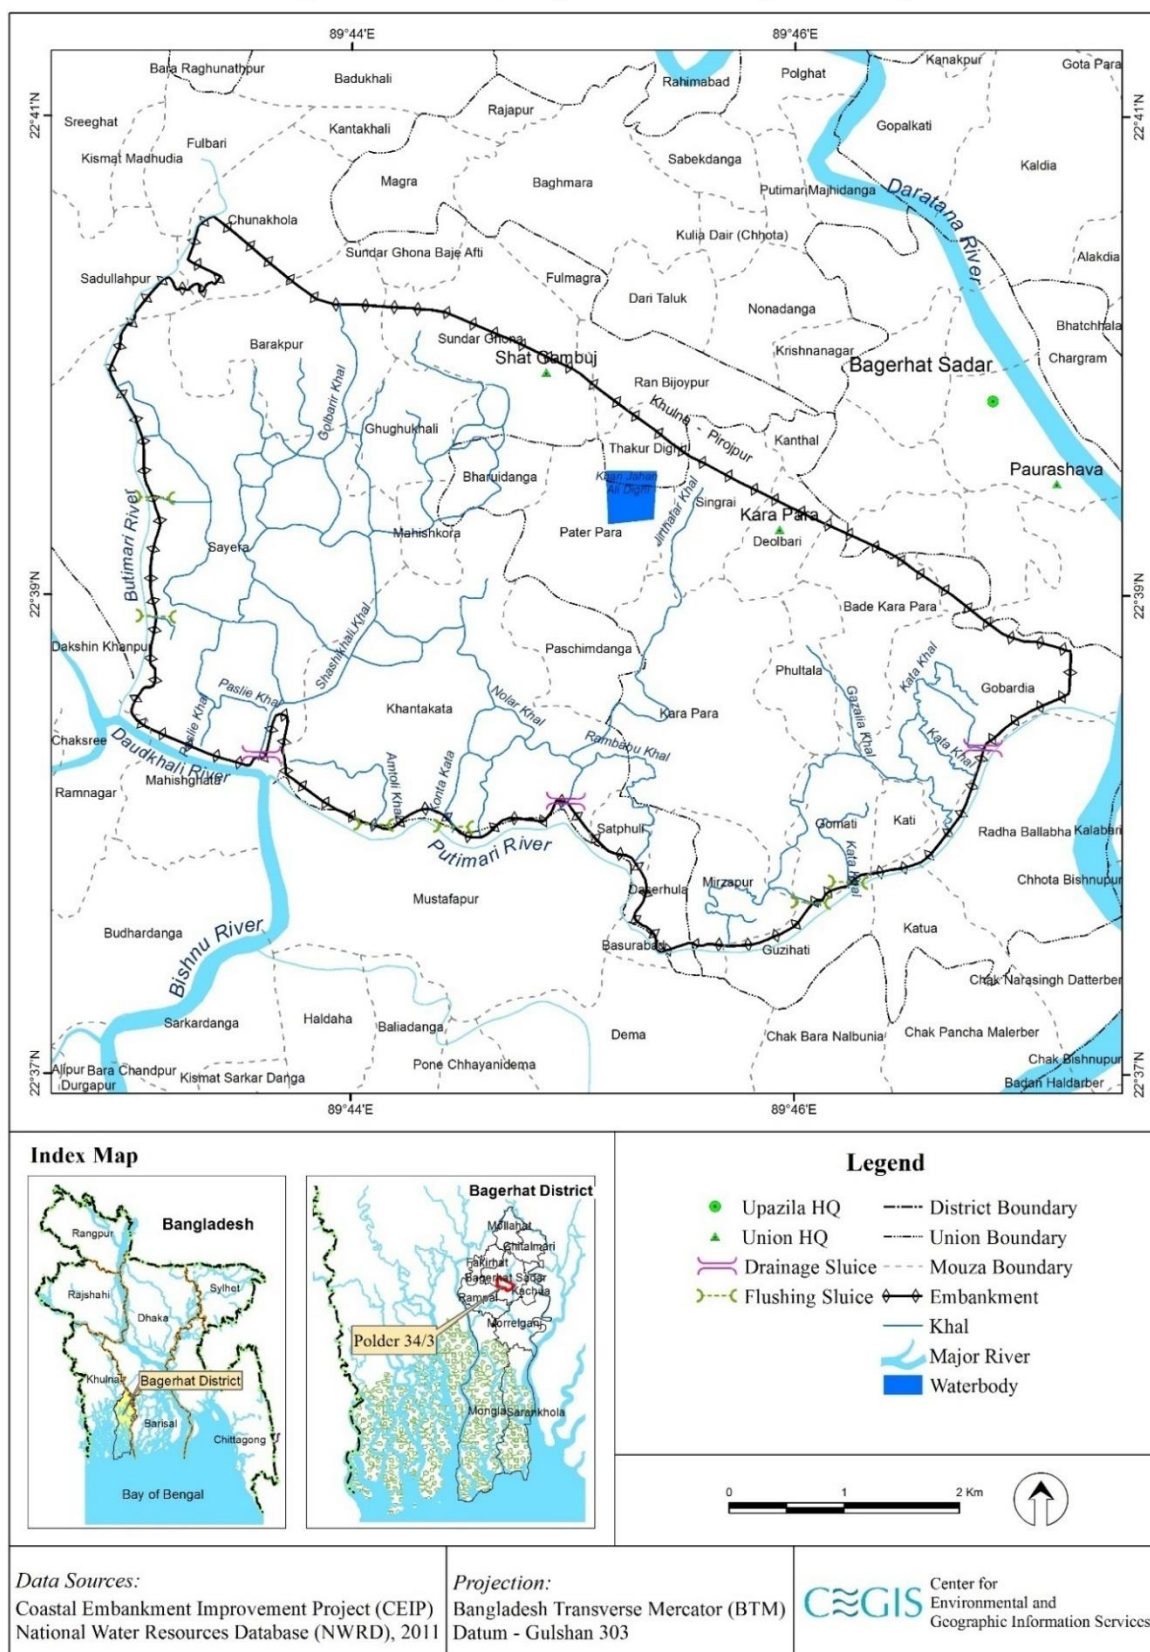 89°44'E 89°46'E
Bara Raghunathpur
Badukhali
Rahimabad
Polghat
Kanakpur
Gota Para
22°41'N
22°41'N
Sreeghat
Fulbari
Kantakhali
Rajapur
Gopalkati
Kismat Madhudia
Sabekdanga
Kaldia
Magra
Baghmara
Putimari
Majhidanga
Daratana River
Chunakhola
Kulia Dair (Chhota)
Sundar Ghona Baje Afti
Alakdia
Sadullahpur
Fulmagra
Dari Taluk
Nonadanga
Bhatchhala
Barakpur
Sundar Ghona
Krishnanagar
Chargram
Shat Gambuj
Bagerhat Sadar
Ran Bijoypur
Golbarir Khal
Khulna - Pirojpur
Ghughukhali
Thakur Dighi
Kanthal
Bharuidanga
Khan Jahan
Ali Dighi
Paurashava
Butimari River
Jirthafar Khal
Singrai
Kara Para
Mahishkora
Pater Para
Deolbari
Sayera
22°39'N
22°39'N
Bade Kara Para
Dakshin Khanpur
Shashikhali Khal
Paschimdanga
Phultala
Kata Khal
Paslie Khal
Gobardia
Paslie Khal
Khantakata
Nolar Khal
Kara Para
Gazalia Khal
Chaksree
Daudkhali River
Rambabu Khal
Kata Khal
Mahishghata
Ramnagar
Amtoli Khal
Konta Kata
Putimari River
Satphuli
Gomati
Kati
Radha Ballabha
Kalabari
Kata Khal
Daserhula
Mirzapur
Chhota Bishnupur
Mustafapur
Budhardanga
Bishnu River
Basurabad
Guzihati
Katua
Chak Narasingh Datterber
Sarkardanga
Haldaha
Baliadanga
Dema
Chak Bara Nalbunia
Chak Pancha Malerber
Alipur
Bara Chandpur
Pone Chhayanidema
Chak Bishnupur
22°37'N
22°37'N
Durgapur
Kismat Sarkar Danga
Badan Haldarber
89°44'E 89°46'E
Index Map
Bangladesh
Rangpur
Rajshahi
Sylhet
Dhaka
Khulna
Bagerhat District
Barisal
Chittagong
Bay of Bengal
Bagerhat District
Mollahat
Chitalmari
Fakirhat
Bagerhat Sadar
Kachua
Rampal
Morrelganj
Polder 34/3
Mongla
Sarankhola
Legend
Upazila HQ
Union HQ
Drainage Sluice
Flushing Sluice
District Boundary
Union Boundary
Mouza Boundary
Embankment
Khal
Major River
Waterbody
0 1 2 Km
Data Sources:
Coastal Embankment Improvement Project (CEIP)
National Water Resources Database (NWRD), 2011
Projection:
Bangladesh Transverse Mercator (BTM)
Datum - Gulshan 303
CEGIS
Center for
Environmental and
Geographic Information Services